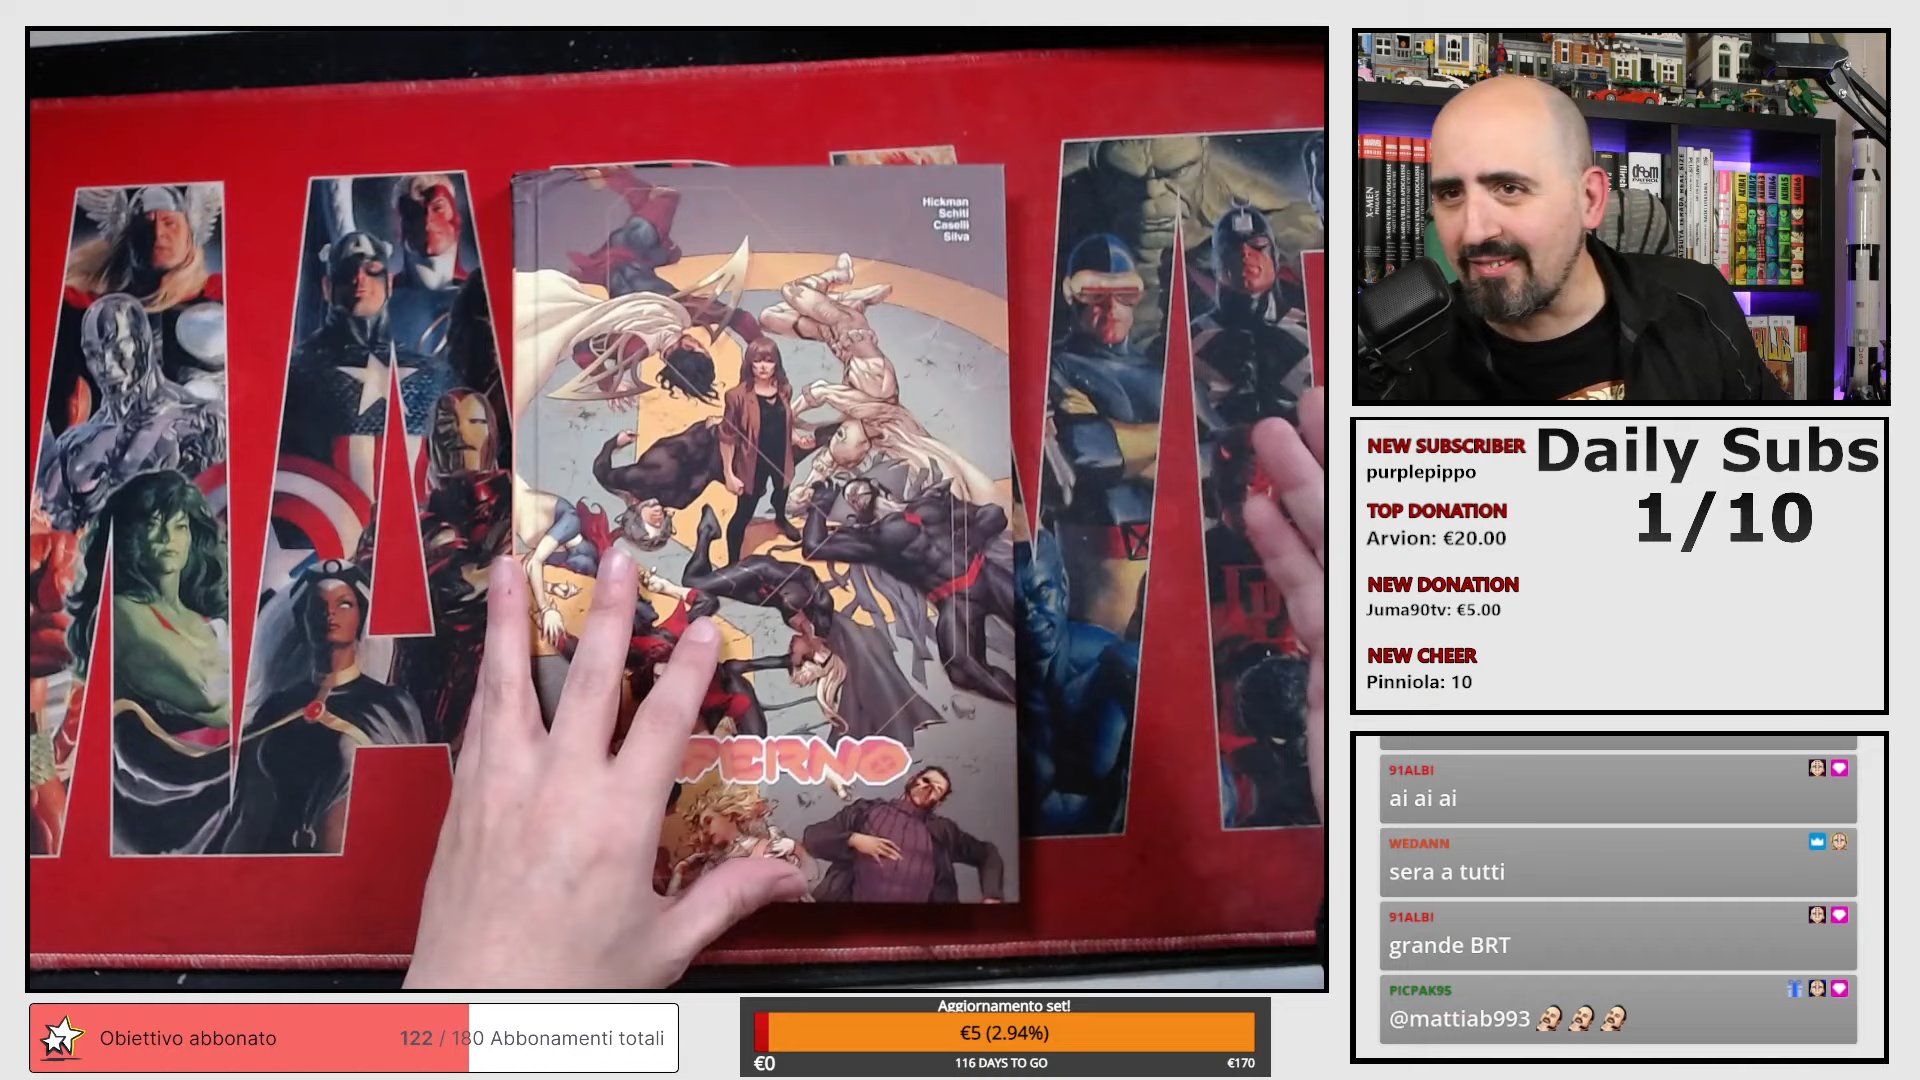 Hickman
Schiti
Caselli
Silva
NEW SUBSCRIBER
purplepippo
TOP DONATION
Arvion: €20.00
NEW DONATION
Juma90tv: €5.00
NEW CHEER
Pinniola: 10
Daily Subs
1/10
91ALBI
ai ai ai
WEDANN
sera a tutti
91ALBI
grande BRT
PICPAK95
@mattiab993
Obiettivo abbonato
122 / 180 Abbonamenti totali
Aggiornamento set!
€5 (2.94%)
€0
116 DAYS TO GO
€170
X-MEN